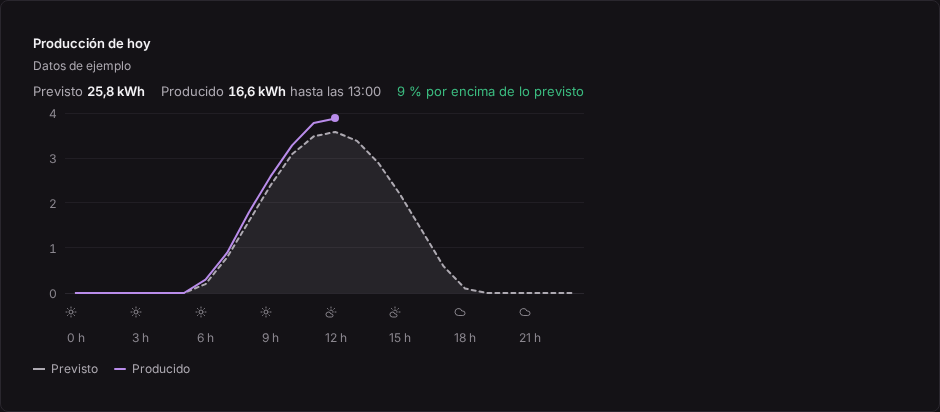 Producción de hoy
Datos de ejemplo
Previsto 25,8 kWh Producido 16,6 kWh hasta las 13:00 9 % por encima de lo previsto
4
3
2
1
0
0 h 3 h 6 h 9 h 12 h 15 h 18 h 21 h
Previsto Producido